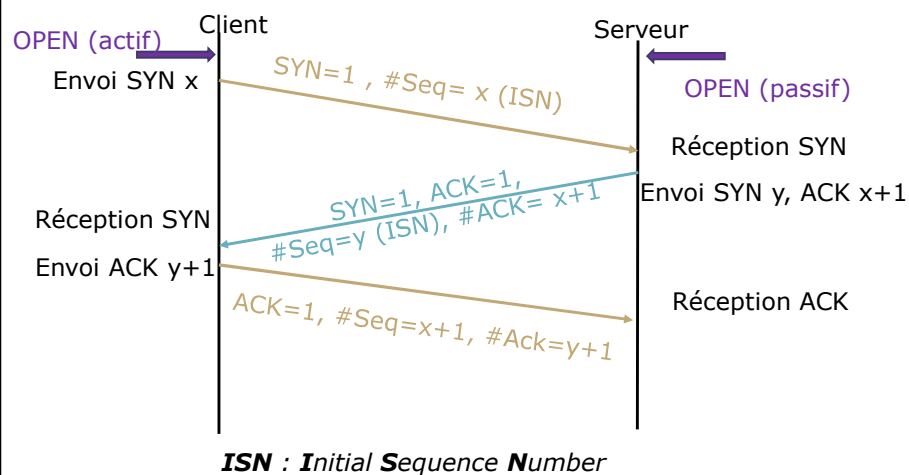 Client
Serveur
OPEN (actif)
Envoi SYN x
SYN=1 , #Seq= x (ISN)
OPEN (passif)
Réception SYN
Envoi SYN y, ACK x+1
SYN=1, ACK=1,
#Seq=y (ISN), #ACK= x+1
Réception SYN
Envoi ACK y+1
ACK=1, #Seq=x+1, #Ack=y+1
Réception ACK
ISN : Initial Sequence Number